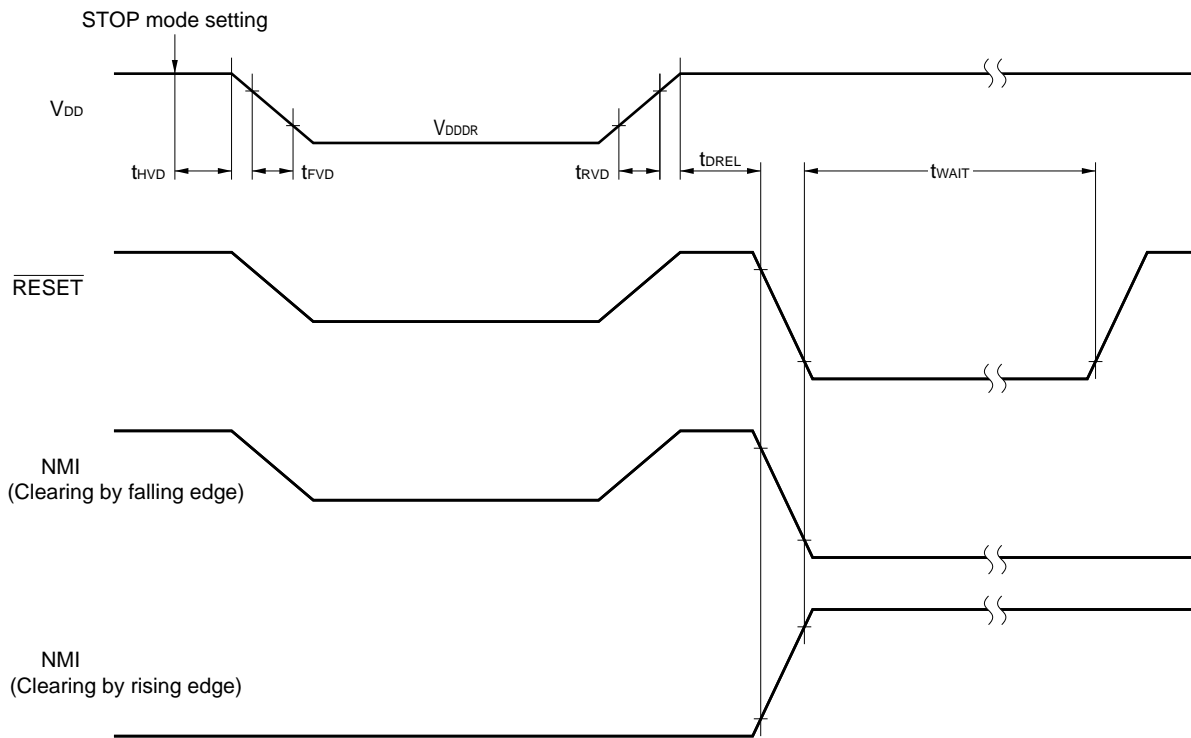 STOP mode setting
VDD
VDDDR
tHVD
tFVD
tRVD
tDREL
tWAIT
RESET
NMI
(Clearing by falling edge)
NMI
(Clearing by rising edge)